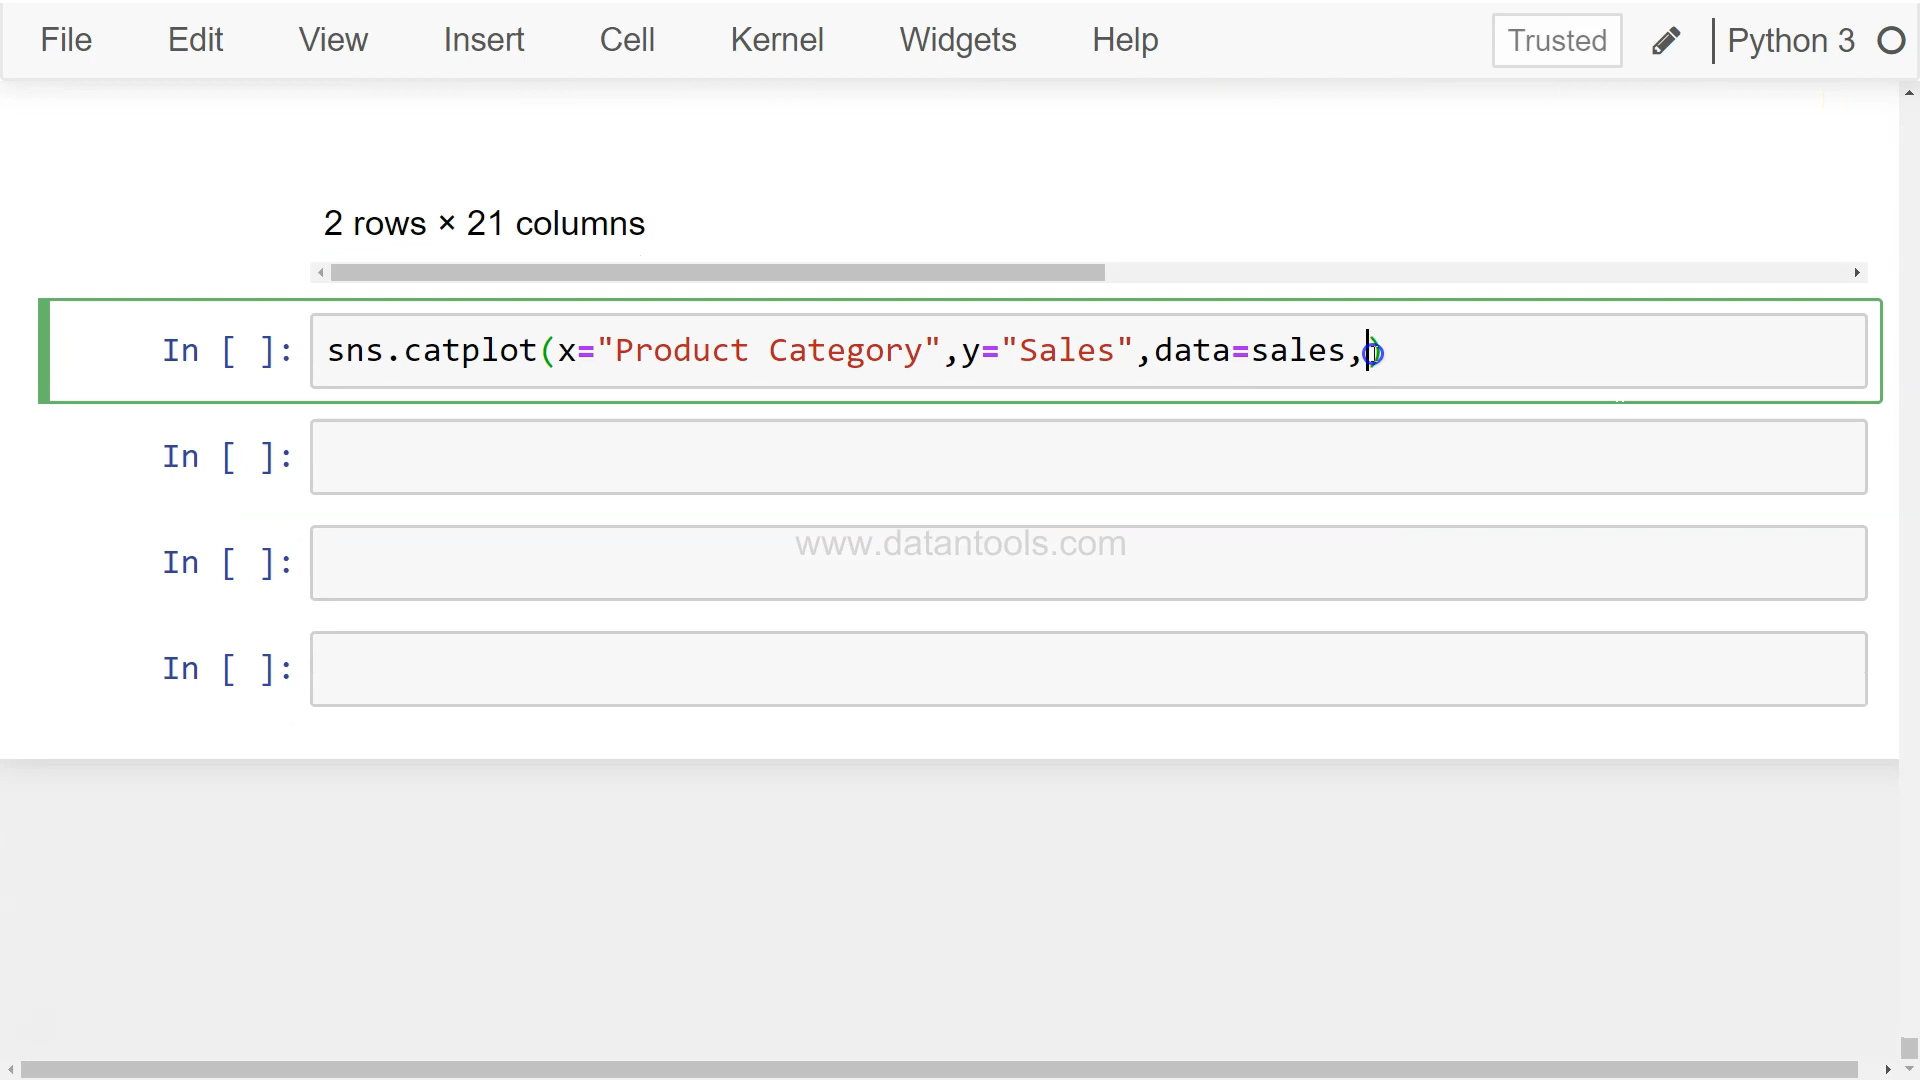 File Edit View Insert Cell Kernel Widgets Help Trusted Python 3
2 rows × 21 columns
In [ ]: sns.catplot(x="Product Category",y="Sales",data=sales,)
In [ ]:
www.datantools.com
In [ ]:
In [ ]: